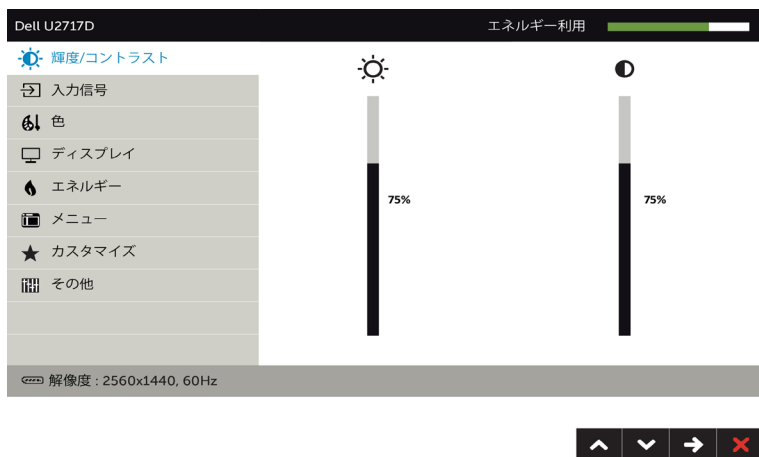 Dell U2717D
エネルギー利用
輝度/コントラスト
入力信号
色
ディスプレイ
エネルギー
メニュー
カスタマイズ
その他
75%
75%
解像度 : 2560x1440, 60Hz